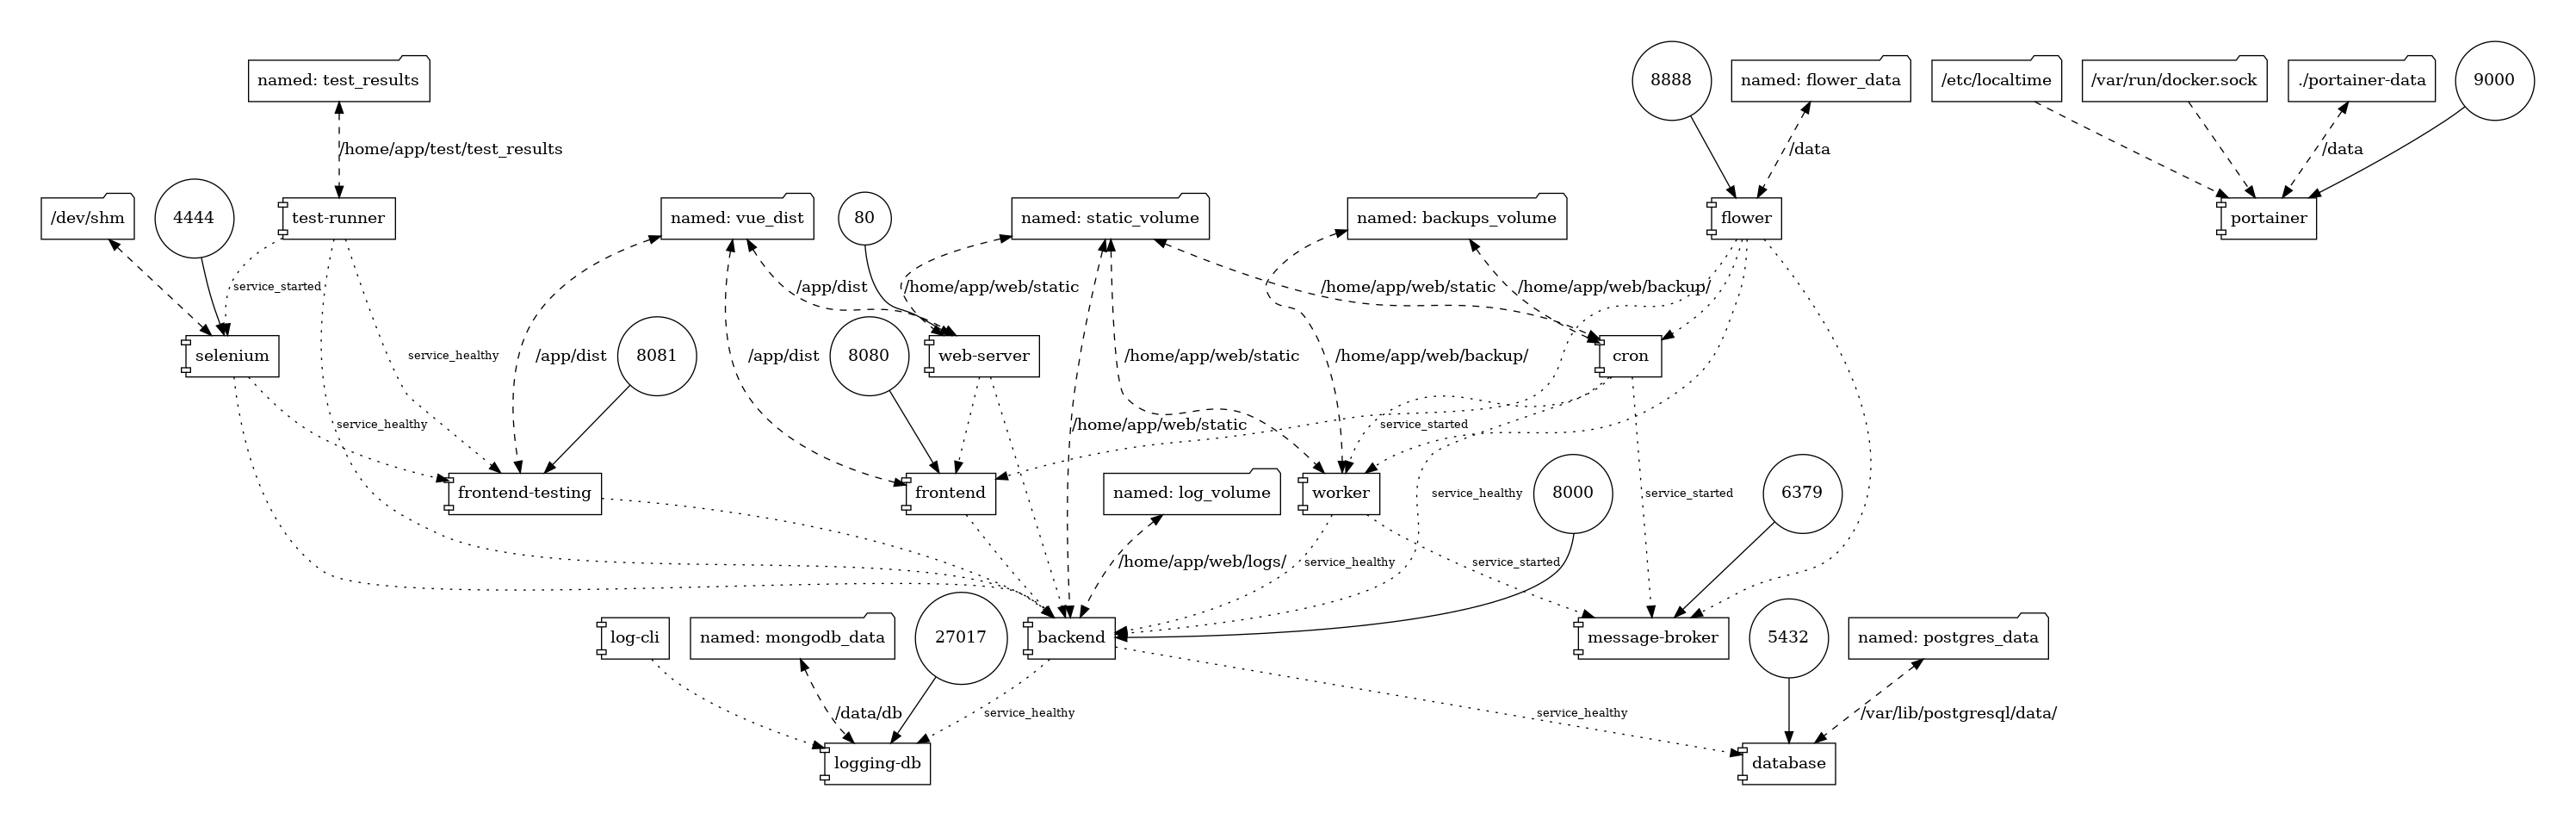 named: test_results
8888
named: flower_data
/etc/localtime
/var/run/docker.sock
./portainer-data
9000
/home/app/test/test_results
/data
/data
/dev/shm
4444
test-runner
named: vue_dist
80
named: static_volume
named: backups_volume
flower
portainer
service_started
/app/dist
/home/app/web/static
/home/app/web/static
/home/app/web/backup/
selenium
service_healthy
/app/dist
8081
/app/dist
8080
web-server
/home/app/web/static
/home/app/web/backup/
cron
service_healthy
/home/app/web/static
service_started
frontend-testing
frontend
named: log_volume
worker
service_healthy
8000
service_started
6379
/home/app/web/logs/
service_healthy
service_started
log-cli
named: mongodb_data
27017
backend
message-broker
5432
named: postgres_data
/data/db
service_healthy
service_healthy
/var/lib/postgresql/data/
logging-db
database